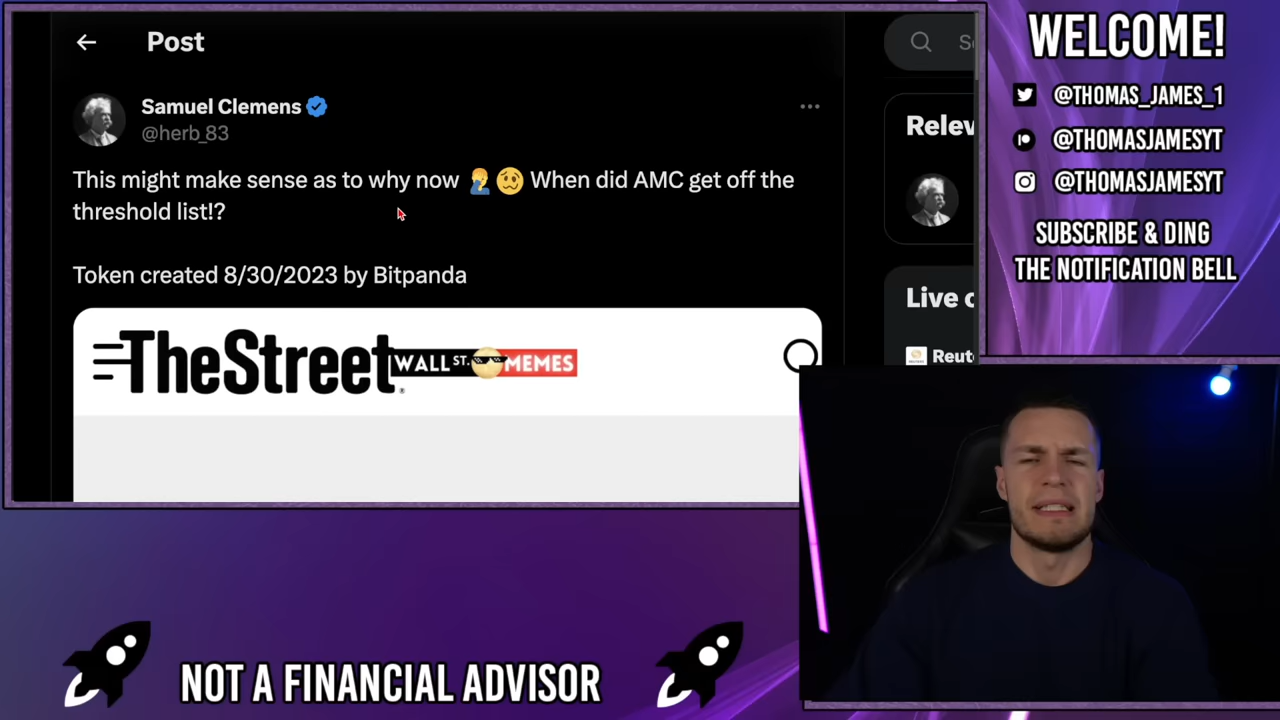 Post
Samuel Clemens
@herb_83
This might make sense as to why now 🤦‍♂️🥴 When did AMC get off the
threshold list!?
Token created 8/30/2023 by Bitpanda
TheStreet
WALL ST. MEMES
Live
WELCOME!
@THOMAS_JAMES_1
@THOMASJAMESYT
@THOMASJAMESYT
SUBSCRIBE & DING
THE NOTIFICATION BELL
NOT A FINANCIAL ADVISOR